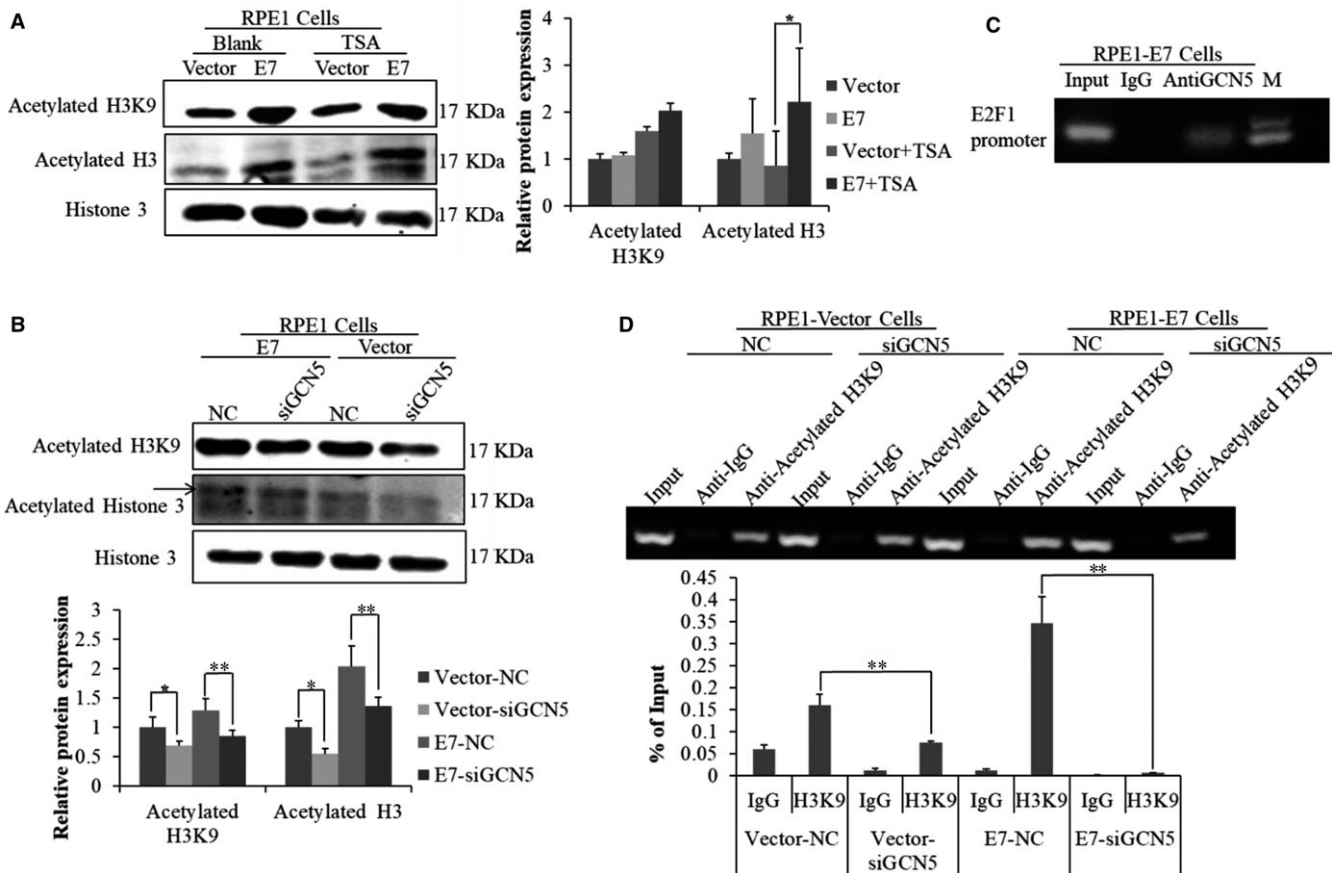 A
RPE1 Cells
Blank TSA
Vector E7 Vector E7
Acetylated H3K9 17 KDa
Acetylated H3 17 KDa
Histone 3 17 KDa
Relative protein expression
4
3
2
1
0
*
Acetylated H3K9
Acetylated H3
Vector
E7
Vector+TSA
E7+TSA
C
RPE1-E7 Cells
Input IgG AntiGCN5 M
E2F1
promoter
B
RPE1 Cells
E7 Vector
NC siGCN5 NC siGCN5
Acetylated H3K9 17 KDa
Acetylated Histone 3 17 KDa
Histone 3 17 KDa
Relative protein expression
3
2.5
2
1.5
1
0.5
0
* ** * **
Acetylated H3K9
Acetylated H3
Vector-NC
Vector-siGCN5
E7-NC
E7-siGCN5
D
RPE1-Vector Cells RPE1-E7 Cells
NC siGCN5 NC siGCN5
Input Anti-IgG Anti-Acetylated H3K9 Input Anti-IgG Anti-Acetylated H3K9 Input Anti-IgG Anti-Acetylated H3K9 Input Anti-IgG Anti-Acetylated H3K9
% of Input
0.45
0.4
0.35
0.3
0.25
0.2
0.15
0.1
0.05
0
** **
IgG H3K9 IgG H3K9 IgG H3K9 IgG H3K9
Vector-NC Vector-siGCN5 E7-NC E7-siGCN5